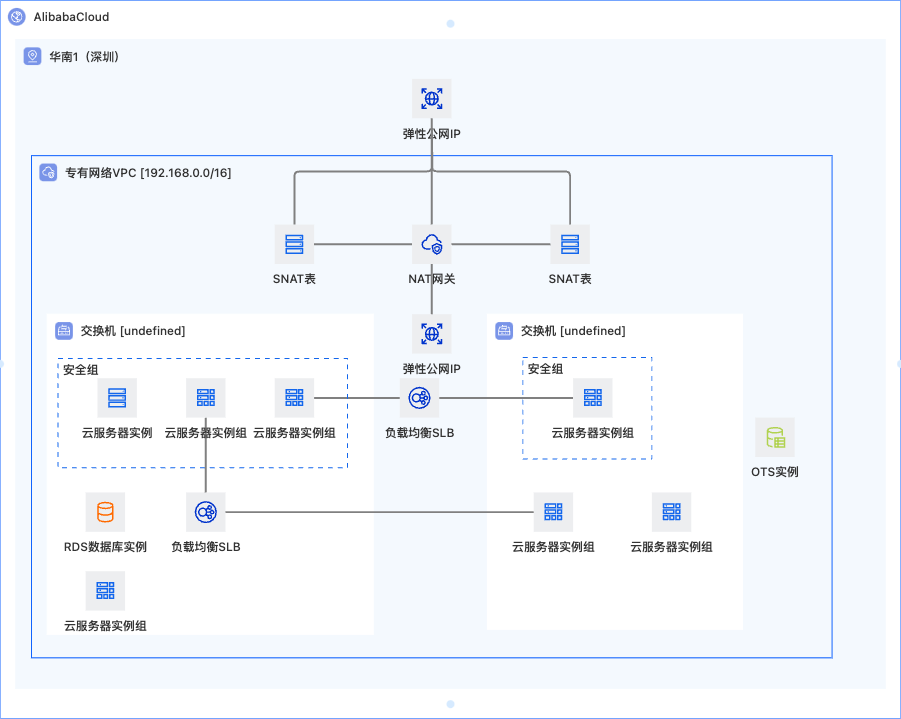 AlibabaCloud
华南1（深圳）
弹性公网IP
专有网络VPC [192.168.0.0/16]
SNAT表
NAT网关
SNAT表
交换机 [undefined]
交换机 [undefined]
弹性公网IP
安全组
安全组
云服务器实例
云服务器实例组
云服务器实例组
负载均衡SLB
云服务器实例组
OTS实例
RDS数据库实例
负载均衡SLB
云服务器实例组
云服务器实例组
云服务器实例组